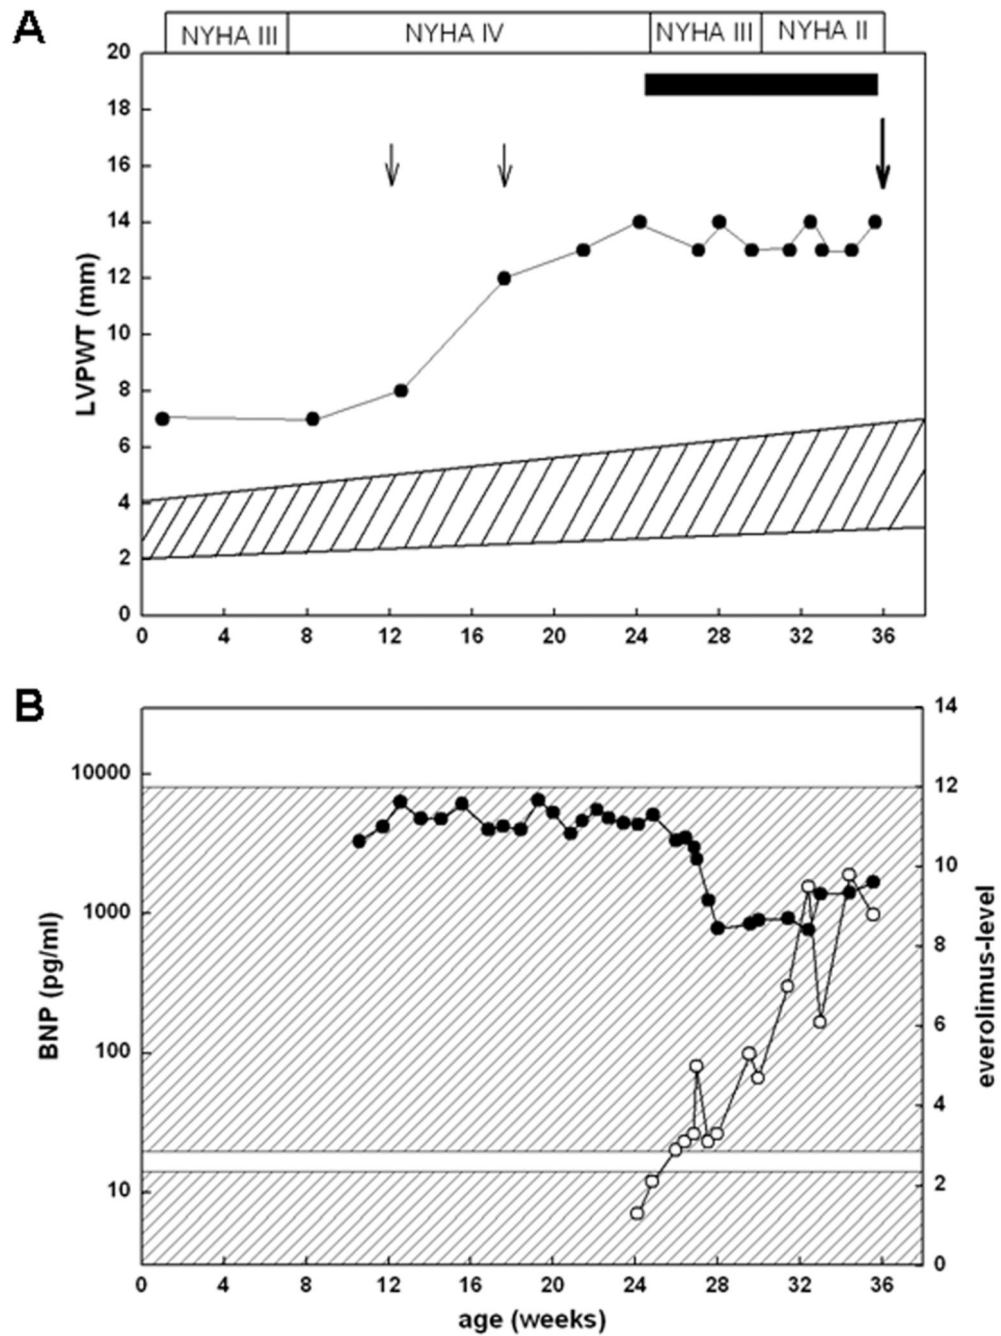 A
NYHA III NYHA IV NYHA III NYHA II
20
18
16
14
12
10
8
6
4
2
0
LVPWT (mm)
0 4 8 12 16 20 24 28 32 36
B
10000
1000
100
10
BNP (pg/ml)
14
12
10
8
6
4
2
0
everolimus-level
0 4 8 12 16 20 24 28 32 36
age (weeks)